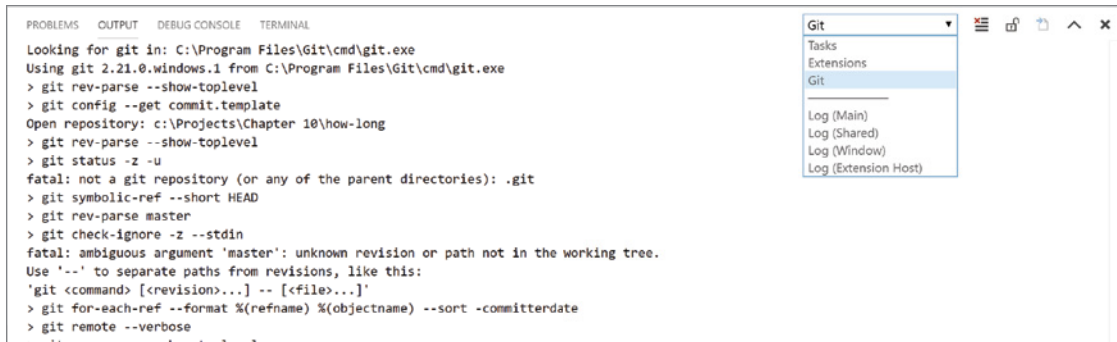 PROBLEMS OUTPUT DEBUG CONSOLE TERMINAL
Git
Tasks
Extensions
Git
Log (Main)
Log (Shared)
Log (Window)
Log (Extension Host)
Looking for git in: C:\Program Files\Git\cmd\git.exe
Using git 2.21.0.windows.1 from C:\Program Files\Git\cmd\git.exe
> git rev-parse --show-toplevel
> git config --get commit.template
Open repository: c:\Projects\Chapter 10\how-long
> git rev-parse --show-toplevel
> git status -z -u
fatal: not a git repository (or any of the parent directories): .git
> git symbolic-ref --short HEAD
> git rev-parse master
> git check-ignore -z --stdin
fatal: ambiguous argument 'master': unknown revision or path not in the working tree.
Use '--' to separate paths from revisions, like this:
'git <command> [<revision>...] -- [<file>...]'
> git for-each-ref --format %(refname) %(objectname) --sort -committerdate
> git remote --verbose